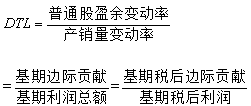 DTL = 普通股盈余变动率 / 产销量变动率
= 基期边际贡献 / 基期利润总额 = 基期税后边际贡献 / 基期税后利润